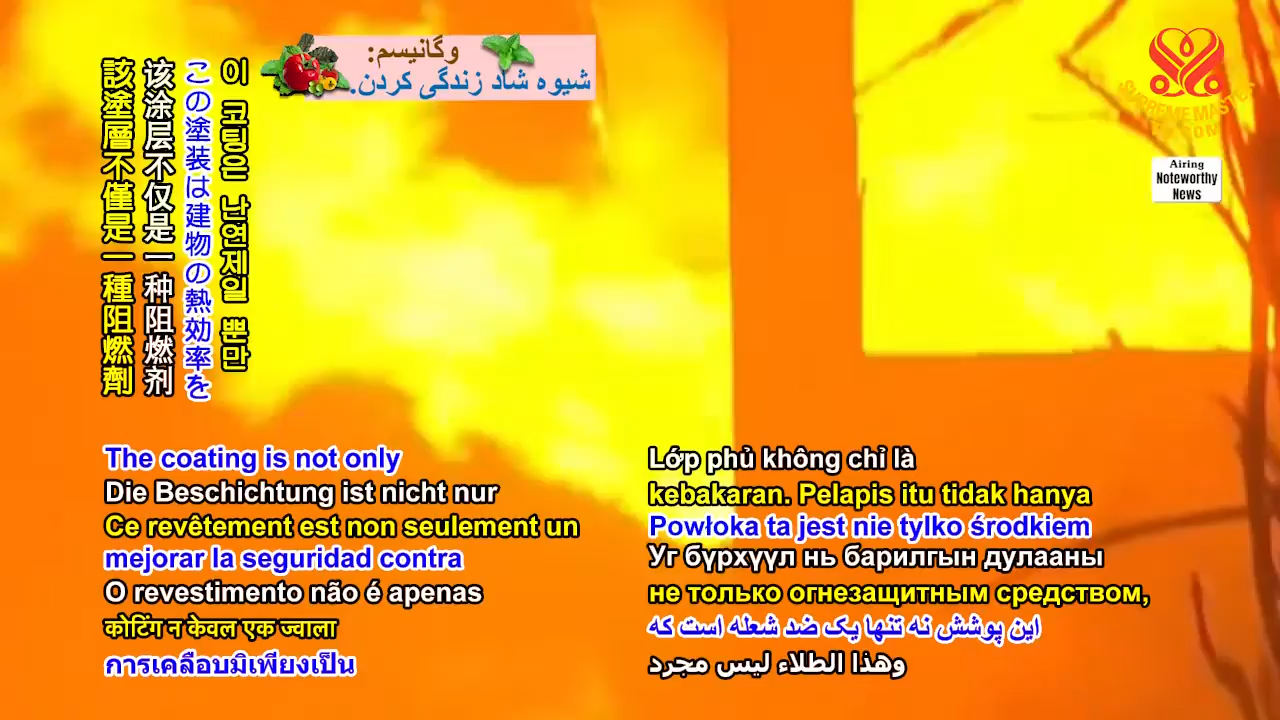 وگانیسم:
شیوه شاد زندگی کردن.
SUPREME MASTER
TV.COM
Airing
Noteworthy
News
이 코팅은 난연제일 뿐만
この塗装は建物の熱効率を
该涂层不仅是一种阻燃剂
該塗層不僅是一種阻燃劑
The coating is not only
Die Beschichtung ist nicht nur
Ce revêtement est non seulement un
mejorar la seguridad contra
O revestimento não é apenas
कोटिंग न केवल एक ज्वाला
การเคลือบมิเพียงเป็น
Lớp phủ không chỉ là
kebakaran. Pelapis itu tidak hanya
Powłoka ta jest nie tylko środkiem
Уг бүрхүүл нь барилгын дулааны
не только огнезащитным средством,
این پوشش نه تنها یک ضد شعله است که
وهذا الطلاء ليس مجرد